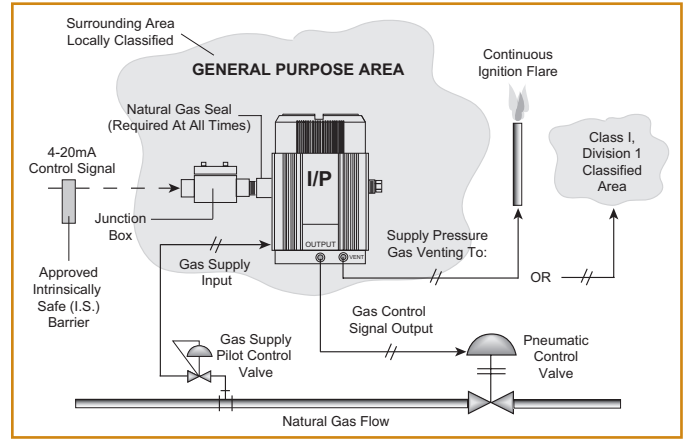 Surrounding Area
Locally Classified
GENERAL PURPOSE AREA
Continuous
Ignition Flare
Natural Gas Seal
(Required At All Times)
4-20mA
Control Signal
I/P
Class I,
Division 1
Classified
Area
Junction
Box
OUTPUT
VENT
Supply Pressure
Gas Venting To:
Gas Supply
Input
OR
Approved
Intrinsically
Safe (I.S.)
Barrier
Gas Control
Signal Output
Gas Supply
Pilot Control
Valve
Pneumatic
Control
Valve
Natural Gas Flow